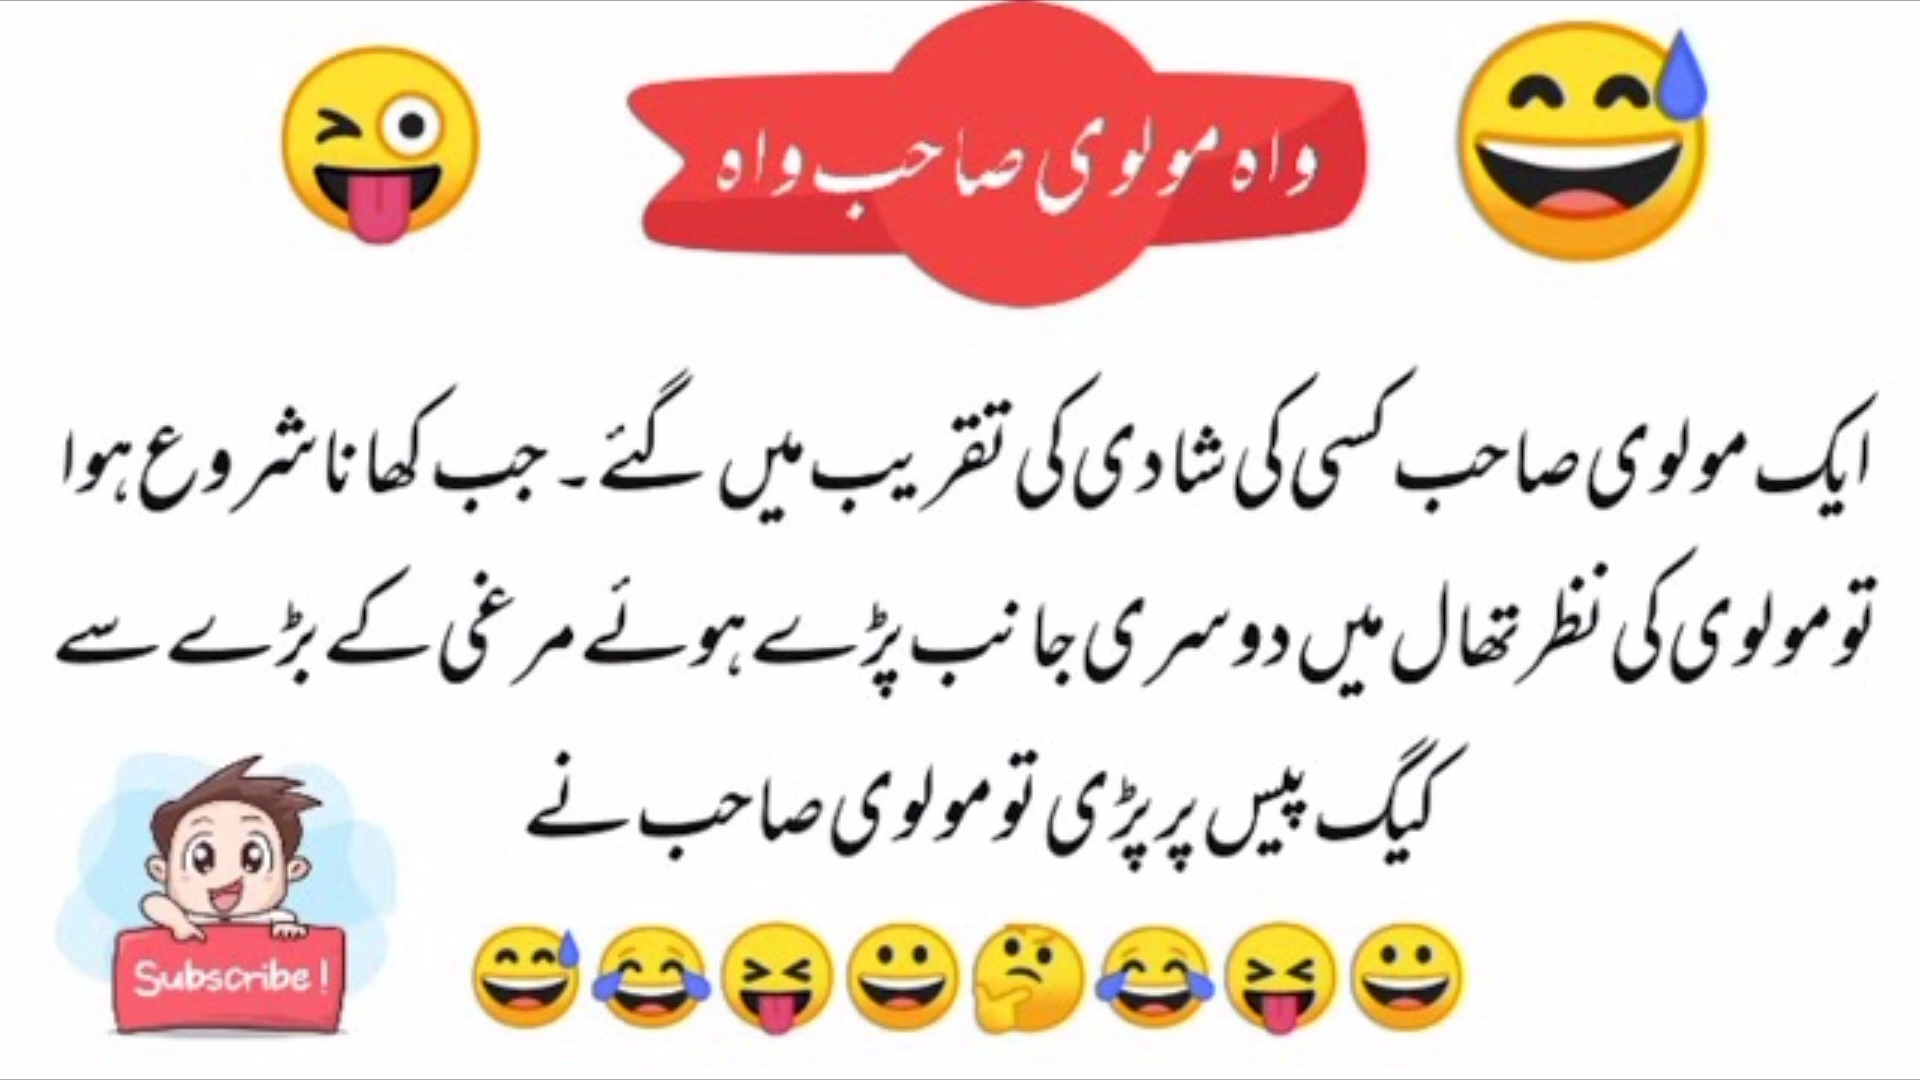 واہ مولوی صاحب واہ
ایک مولوی صاحب کسی کی شادی کی تقریب میں گئے۔ جب کھانا شروع ہوا
تو مولوی کی نظر تھال میں دوسری جانب پڑے ہوئے مرغی کے بڑے سے
کیگ پیس پر پڑی تو مولوی صاحب نے
Subscribe!